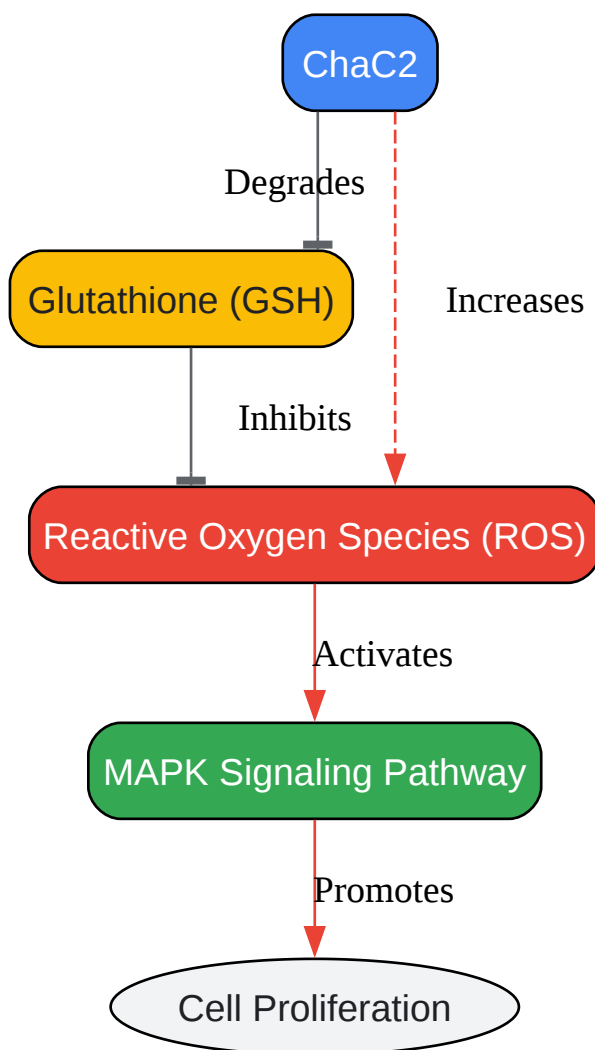 ChaC2
Degrades
Glutathione (GSH)
Increases
Inhibits
Reactive Oxygen Species (ROS)
Activates
MAPK Signaling Pathway
Promotes
Cell Proliferation